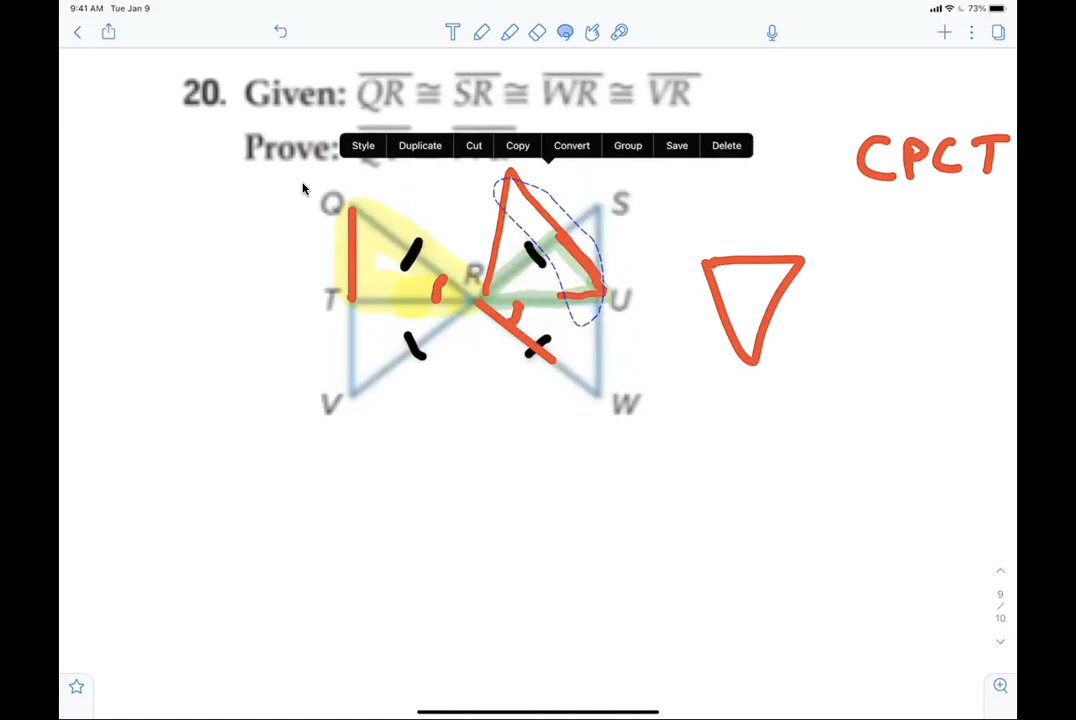 9:41 AM Tue Jan 9
73%
T
20. Given: QR ≅ SR ≅ WR ≅ VR
Prove:
Style Duplicate Cut Copy Convert Group Save Delete
CPCT
Q
S
R
T
U
V
W
9
/
10